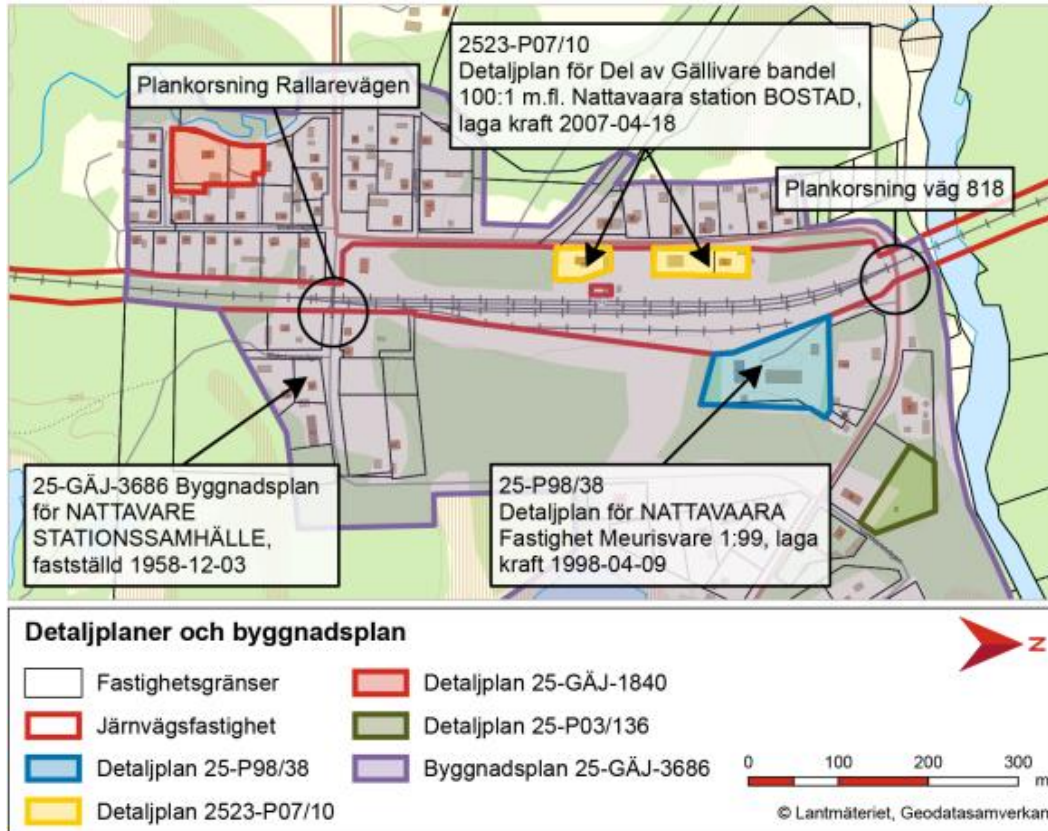 2523-P07/10
Detaljplan för Del av Gällivare bandel
100:1 m.fl. Nattavaara station BOSTAD,
laga kraft 2007-04-18
Plankorsning Rallarevägen
Plankorsning väg 818
25-GÄJ-3686 Byggnadsplan
för NATTAVARE
STATIONSSAMHÄLLE,
fastställd 1958-12-03
25-P98/38
Detaljplan för NATTAVAARA
Fastighet Meurisvare 1:99, laga
kraft 1998-04-09
Detaljplaner och byggnadsplan
Fastighetsgränser
Järnvägsfastighet
Detaljplan 25-P98/38
Detaljplan 2523-P07/10
Detaljplan 25-GÄJ-1840
Detaljplan 25-P03/136
Byggnadsplan 25-GÄJ-3686
N
0 100 200 300
m
© Lantmäteriet, Geodatasamverkan